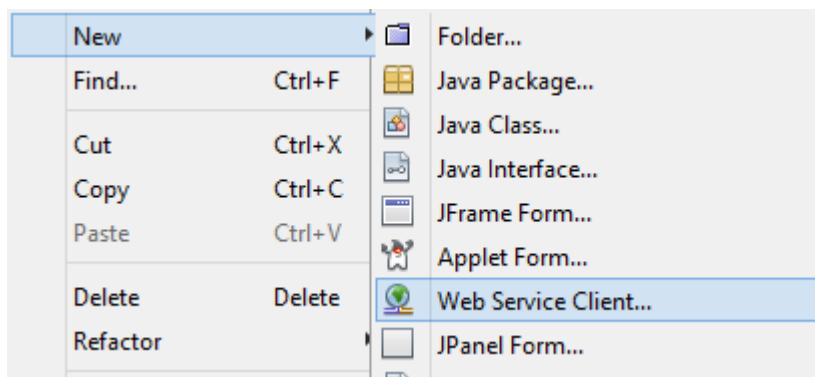 New
Find... Ctrl+F
Cut Ctrl+X
Copy Ctrl+C
Paste Ctrl+V
Delete Delete
Refactor
Folder...
Java Package...
Java Class...
Java Interface...
JFrame Form...
Applet Form...
Web Service Client...
JPanel Form...